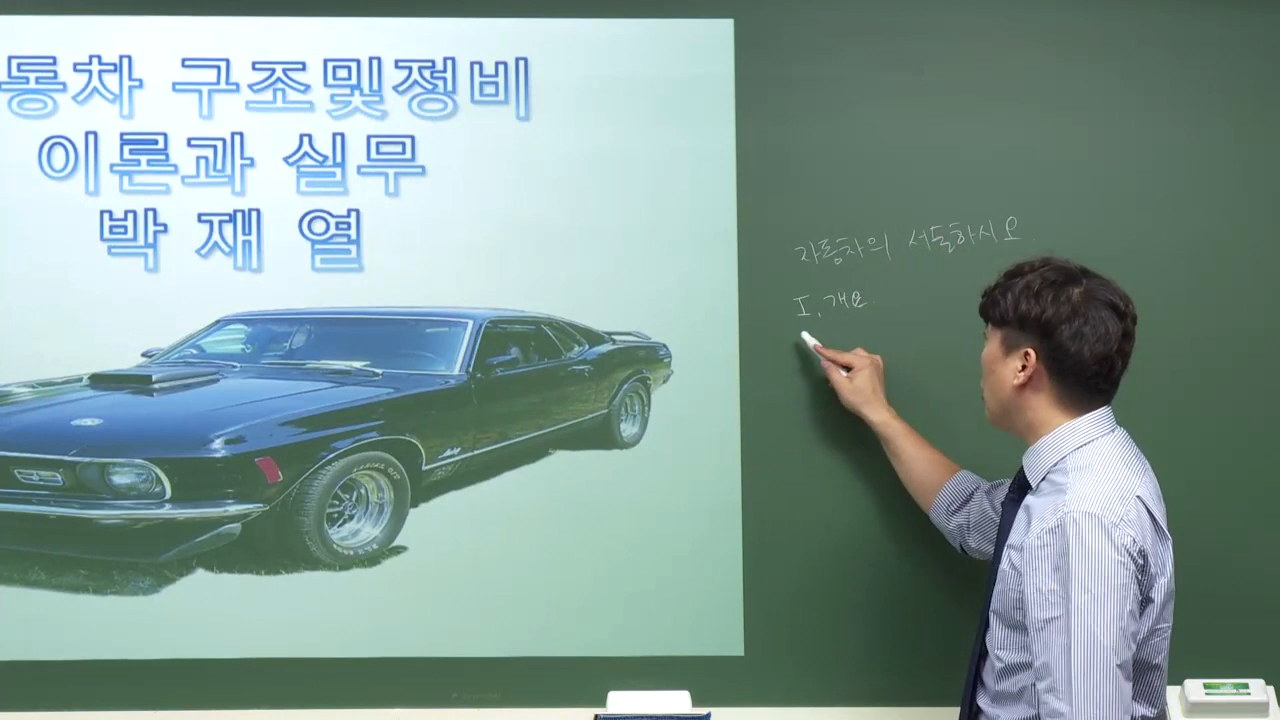 동차 구조및정비
이론과 실무
박 재 열
자동차의 서술하시오
I. 개요.